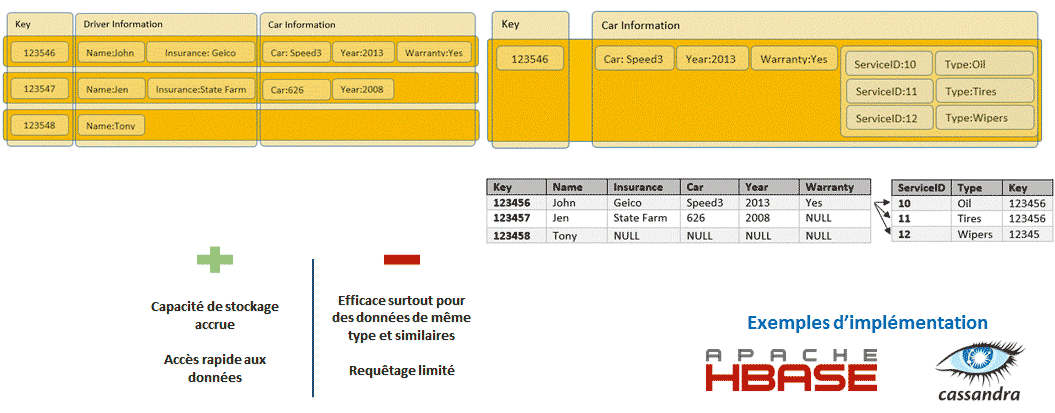 Key Driver Information Car Information
123546 Name:John Insurance: Geico Car: Speed3 Year:2013 Warranty:Yes
123547 Name:Jen Insurance:State Farm Car:626 Year:2008
123548 Name:Tony
Key Car Information
123546 Car: Speed3 Year:2013 Warranty:Yes
ServiceID:10 Type:Oil
ServiceID:11 Type:Tires
ServiceID:12 Type:Wipers
Key Name Insurance Car Year Warranty
123456 John Geico Speed3 2013 Yes
123457 Jen State Farm 626 2008 NULL
123458 Tony NULL NULL NULL NULL
ServiceID Type Key
10 Oil 123456
11 Tires 123456
12 Wipers 12345
Capacité de stockage
accrue
Accès rapide aux
données
Efficace surtout pour
des données de même
type et similaires
Requêtage limité
Exemples d'implémentation
APACHE
HBASE
cassandra